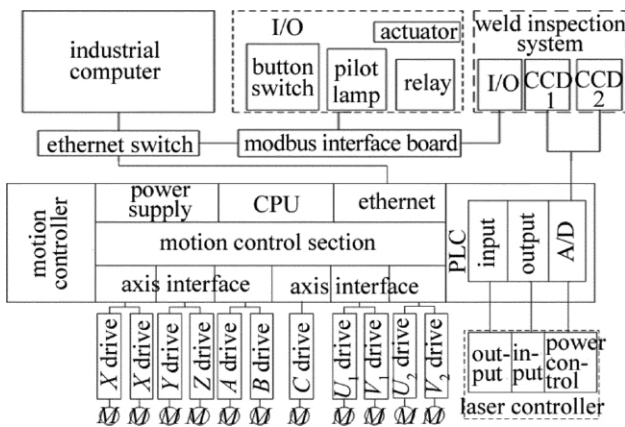 industrial
computer
I/O
actuator
button
switch
pilot
lamp
relay
weld inspection
system
I/O
CCD
1
CCD
2
ethernet switch
modbus interface board
motion
controller
power
supply
CPU
ethernet
motion control section
axis interface
axis interface
PLC
input
output
A/D
X drive
X drive
Y drive
Z drive
A drive
B drive
C drive
U1 drive
V1 drive
U2 drive
V2 drive
M
M
M
M
M
M
M
M
M
M
M
out-
put
in-
put
power
con-
trol
laser controller